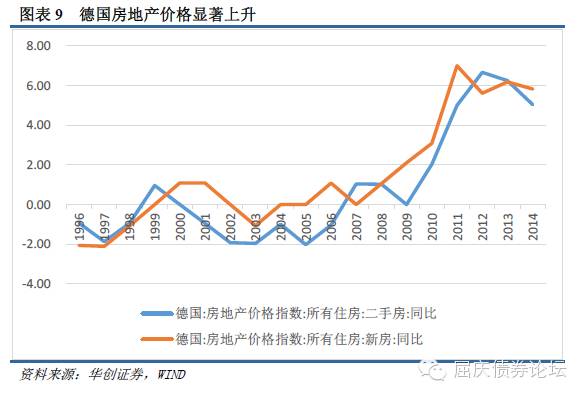 图表 9 德国房地产价格显著上升
8.00
6.00
4.00
2.00
0.00
-2.00
-4.00
1996 1997 1998 1999 2000 2001 2002 2003 2004 2005 2006 2007 2008 2009 2010 2011 2012 2013 2014
德国:房地产价格指数:所有住房:二手房:同比
德国:房地产价格指数:所有住房:新房:同比
资料来源：华创证券，WIND
屈庆债券论坛